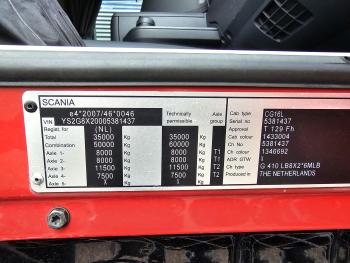 SCANIA
e4*2007/46*0046
VIN YS2G8X20005381437
Regist. for (NL) Technically permissible Axle group
Total 35000 Kg 35000 Kg
Combination 50000 Kg 60000 Kg
Axle 1- 8000 Kg 8000 Kg T1
Axle 2- 8000 Kg 8000 Kg T1
Axle 3- 11500 Kg 11500 Kg T2
Axle 4- 7500 Kg 7500 Kg T2
Axle 5- X Kg X Kg
Cab type CG16L
Serial no 5381437
Approval T 129 Fh
Cab colour 1433004
Ch. No 5381437
Ch colour 1346692
ADR GTW X
Type G 410 LB8X2*6MLB
Produced in THE NETHERLANDS